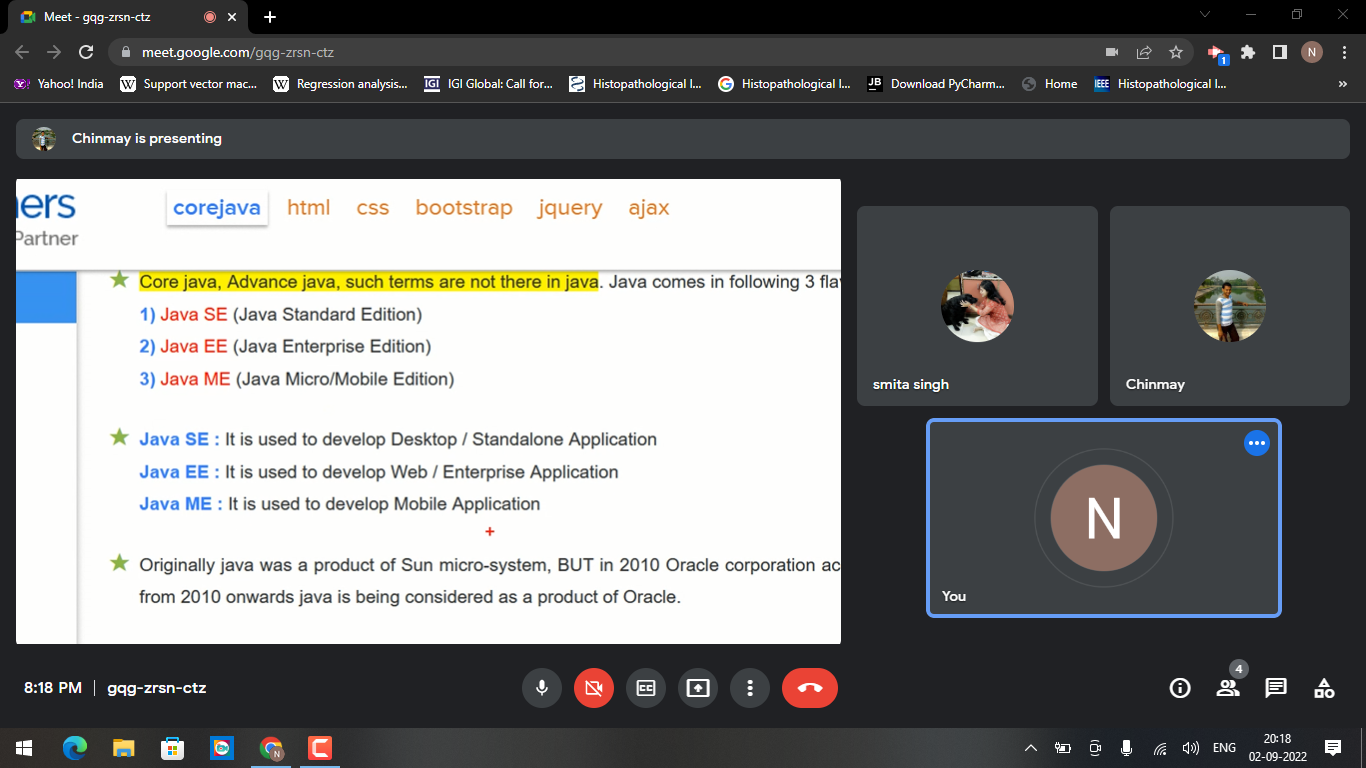 Meet - gqg-zrsn-ctz
meet.google.com/gqg-zrsn-ctz
1
N
Yahoo! India
Support vector mac...
Regression analysis...
IGI Global: Call for...
Histopathological I...
Histopathological I...
Download PyCharm...
Home
Histopathological I...
»
Chinmay is presenting
ners
Partner
corejava html css bootstrap jquery ajax
Core java, Advance java, such terms are not there in java. Java comes in following 3 fla
1) Java SE (Java Standard Edition)
2) Java EE (Java Enterprise Edition)
3) Java ME (Java Micro/Mobile Edition)
Java SE : It is used to develop Desktop / Standalone Application
Java EE : It is used to develop Web / Enterprise Application
Java ME : It is used to develop Mobile Application
Originally java was a product of Sun micro-system, BUT in 2010 Oracle corporation ac
from 2010 onwards java is being considered as a product of Oracle.
smita singh
Chinmay
N
You
8:18 PM | gqg-zrsn-ctz
CC
4
ENG
20:18
02-09-2022